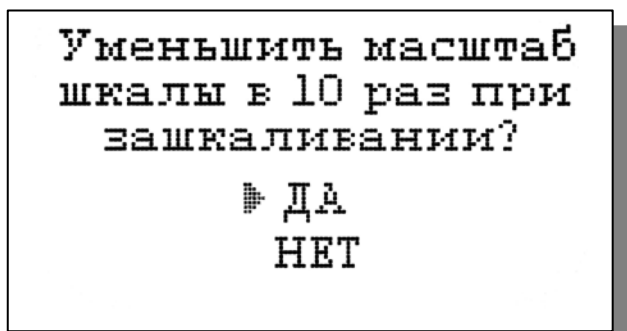 Уменьшить масштаб
шкалы в 10 раз при
зашкаливании?
ДА
НЕТ